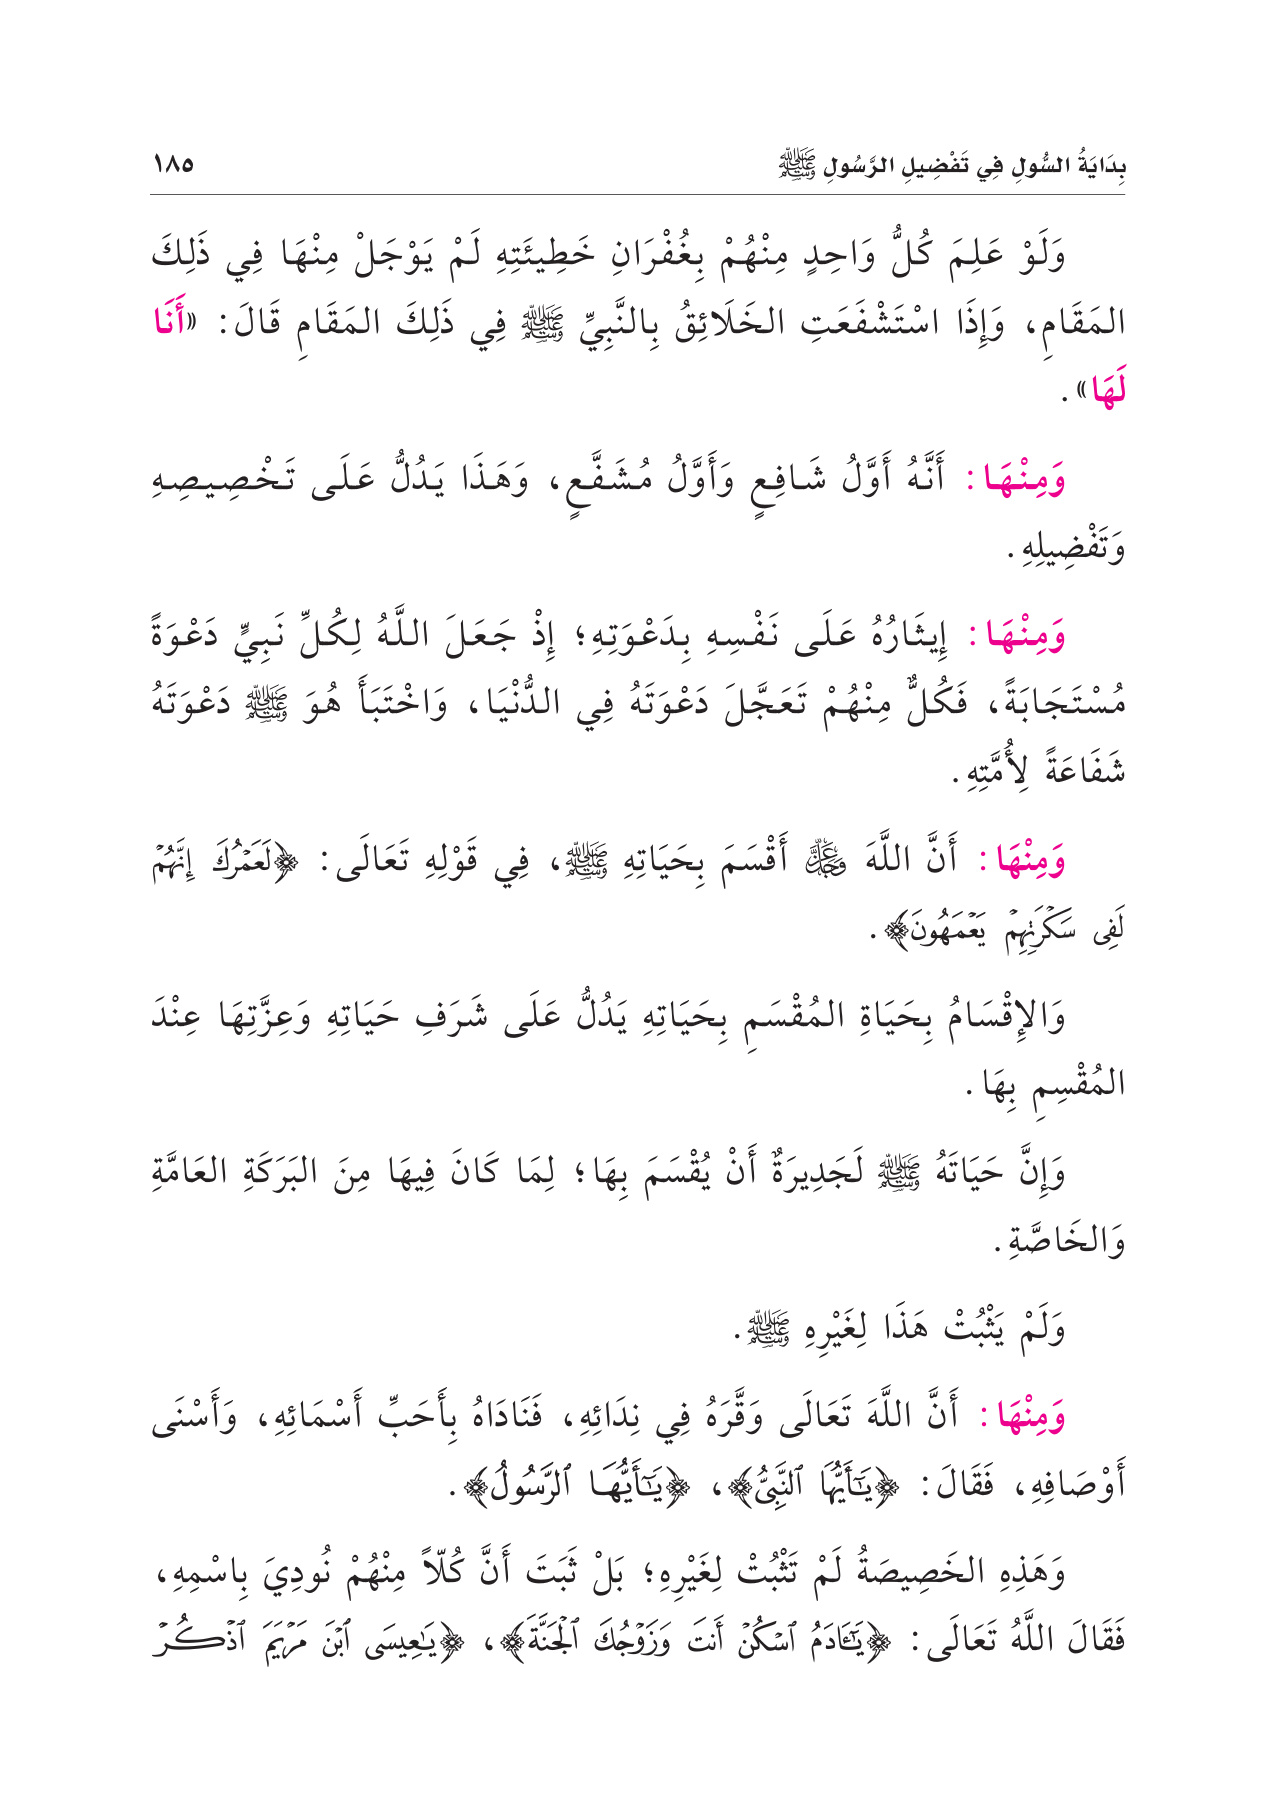 بِدَايَةُ السُّولِ فِي تَفْضِيلِ الرَّسُولِ ﷺ ١٨٥
وَلَوْ عَلِمَ كُلُّ وَاحِدٍ مِنْهُمْ بِغُفْرَانِ خَطِيئَتِهِ لَمْ يَوْجَلْ مِنْهَا فِي ذَلِكَ
المَقَامِ، وَإِذَا اسْتَشْفَعَتِ الخَلَائِقُ بِالنَّبِيِّ ﷺ فِي ذَلِكَ المَقَامِ قَالَ: «أَنَا
لَهَا».
وَمِنْهَا: أَنَّهُ أَوَّلُ شَافِعٍ وَأَوَّلُ مُشَفَّعٍ، وَهَذَا يَدُلُّ عَلَى تَخْصِيصِهِ
وَتَفْضِيلِهِ.
وَمِنْهَا: إِيثَارُهُ عَلَى نَفْسِهِ بِدَعْوَتِهِ؛ إِذْ جَعَلَ اللَّهُ لِكُلِّ نَبِيٍّ دَعْوَةً
مُسْتَجَابَةً، فَكُلٌّ مِنْهُمْ تَعَجَّلَ دَعْوَتَهُ فِي الدُّنْيَا، وَاخْتَبَأَ هُوَ ﷺ دَعْوَتَهُ
شَفَاعَةً لِأُمَّتِهِ.
وَمِنْهَا: أَنَّ اللَّهَ عَزَّ وَجَلَّ أَقْسَمَ بِحَيَاتِهِ ﷺ، فِي قَوْلِهِ تَعَالَى: ﴿لَعَمْرُكَ إِنَّهُمْ
لَفِى سَكْرَتِهِمْ يَعْمَهُونَ﴾.
وَالإِقْسَامُ بِحَيَاةِ المُقْسَمِ بِحَيَاتِهِ يَدُلُّ عَلَى شَرَفِ حَيَاتِهِ وَعِزَّتِهَا عِنْدَ
المُقْسِمِ بِهَا.
وَإِنَّ حَيَاتَهُ ﷺ لَجَدِيرَةٌ أَنْ يُقْسَمَ بِهَا؛ لِمَا كَانَ فِيهَا مِنَ البَرَكَةِ العَامَّةِ
وَالخَاصَّةِ.
وَلَمْ يَثْبُتْ هَذَا لِغَيْرِهِ ﷺ.
وَمِنْهَا: أَنَّ اللَّهَ تَعَالَى وَقَّرَهُ فِي نِدَائِهِ، فَنَادَاهُ بِأَحَبِّ أَسْمَائِهِ، وَأَسْنَى
أَوْصَافِهِ، فَقَالَ: ﴿يَٰٓأَيُّهَا ٱلنَّبِىُّ﴾، ﴿يَٰٓأَيُّهَا ٱلرَّسُولُ﴾.
وَهَذِهِ الخَصِيصَةُ لَمْ تَثْبُتْ لِغَيْرِهِ؛ بَلْ ثَبَتَ أَنَّ كُلّاً مِنْهُمْ نُودِيَ بِاسْمِهِ،
فَقَالَ اللَّهُ تَعَالَى: ﴿يَٰٓـَٔادَمُ ٱسْكُنْ أَنتَ وَزَوْجُكَ ٱلْجَنَّةَ﴾، ﴿يَٰعِيسَى ٱبْنَ مَرْيَمَ ٱذْكُرْ